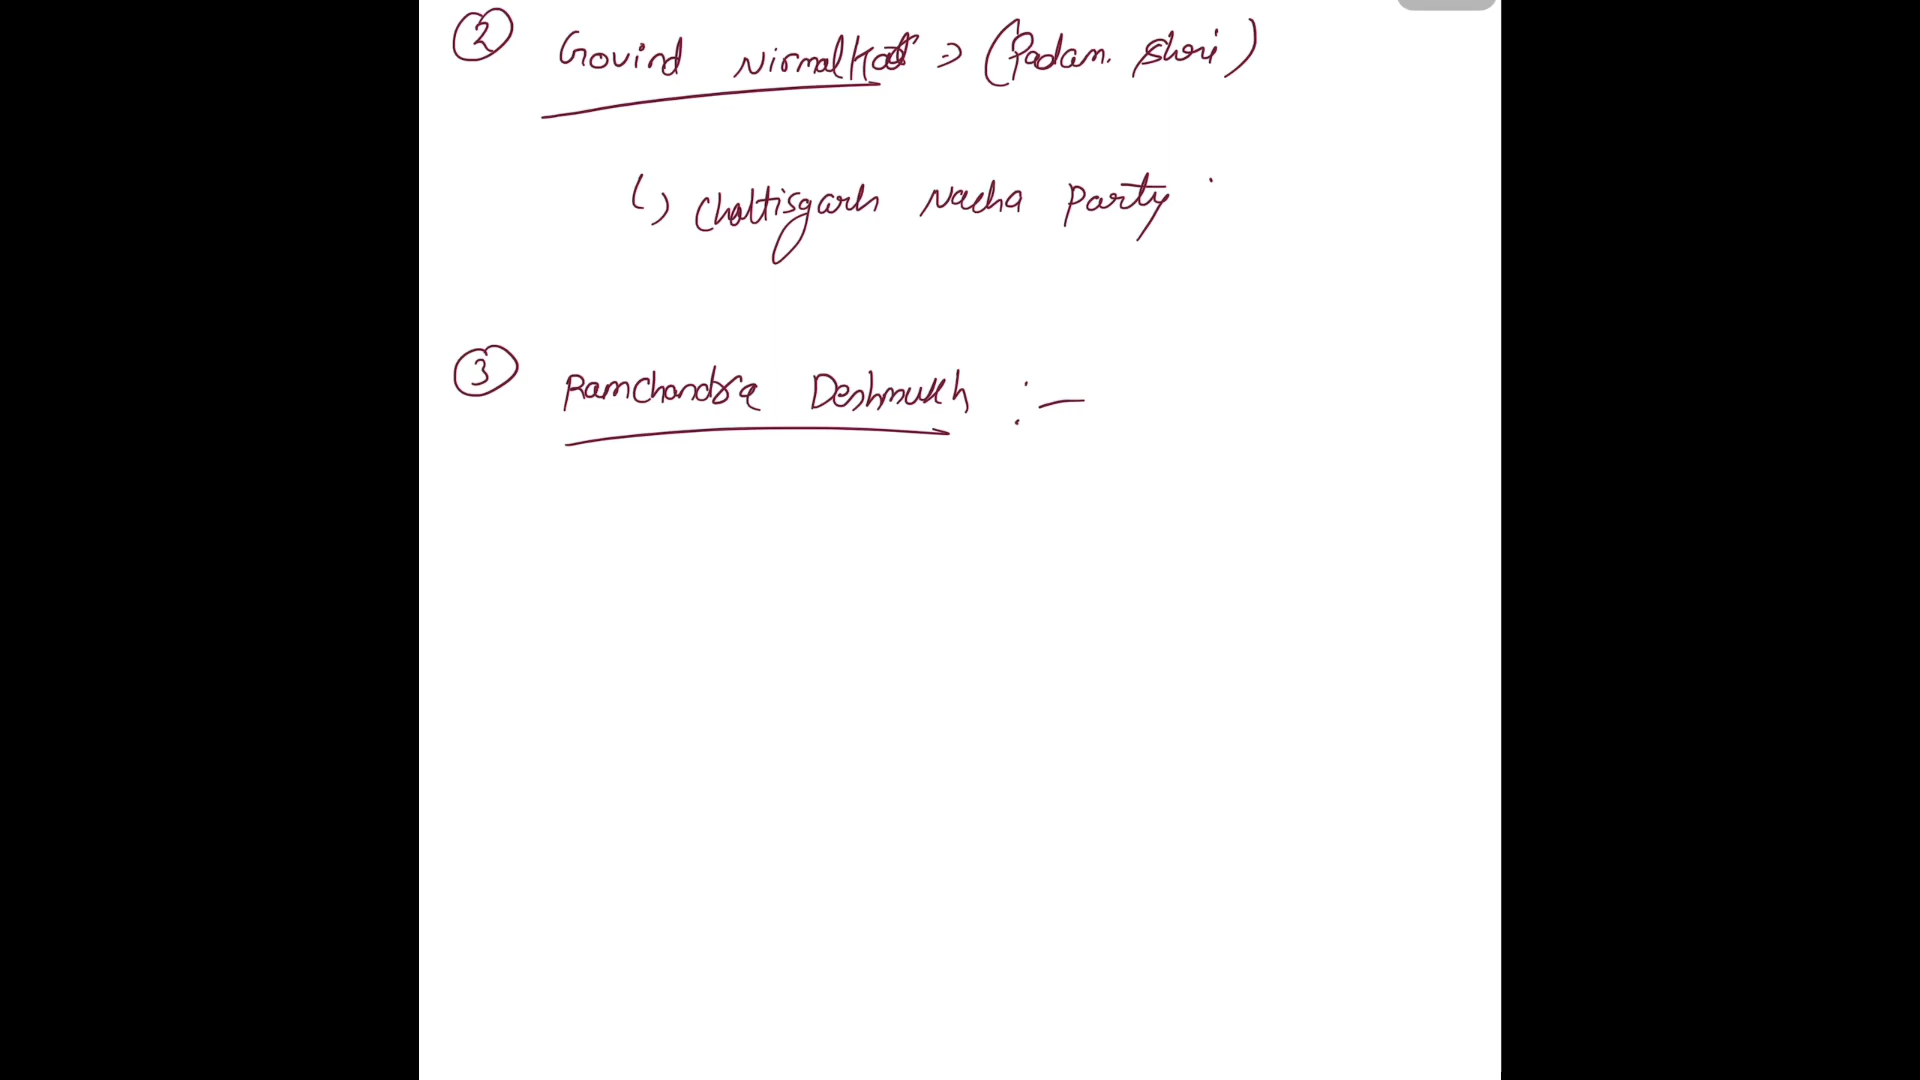 2 Govind Nirmalkar => (Padam. Shri)
↳ Chattisgarh Nacha Party
3 Ramchandra Deshmukh :-